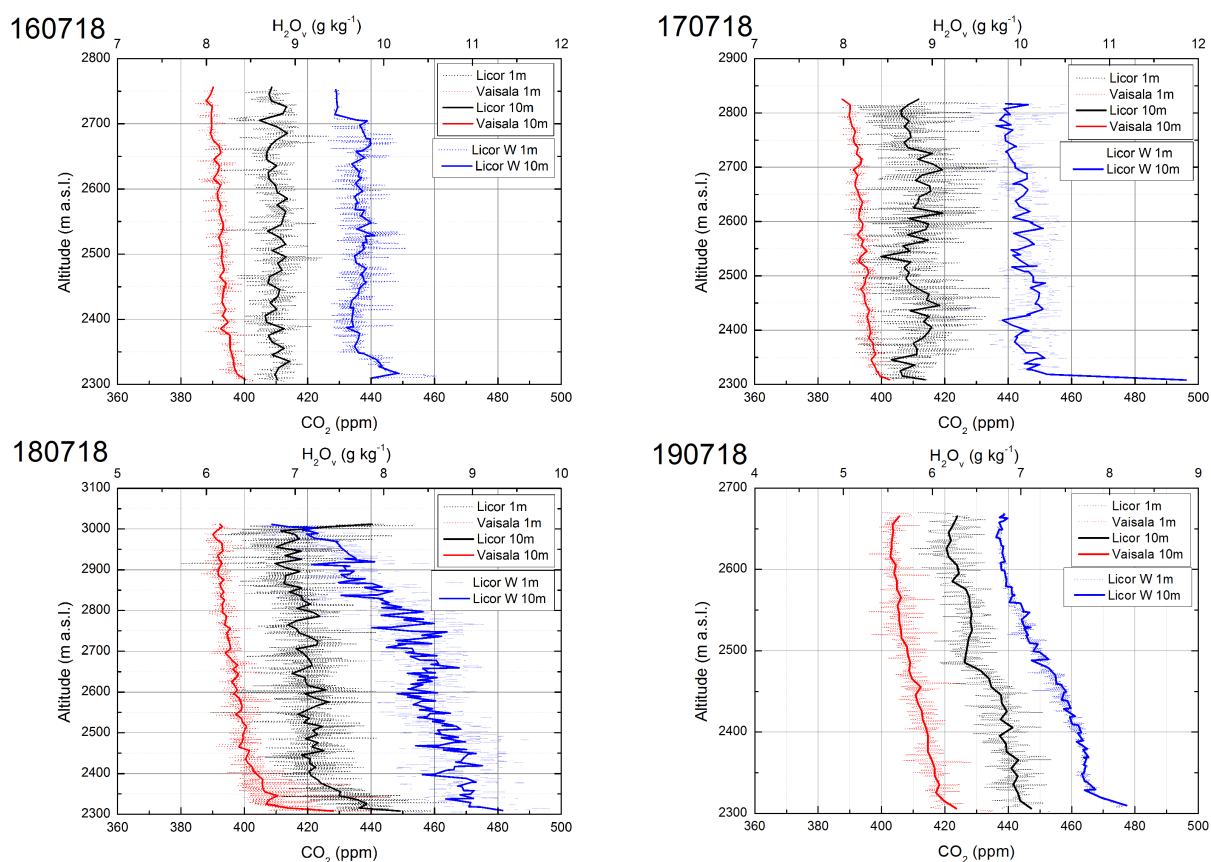 160718
H₂Oᵥ (g kg⁻¹)
7 8 9 10 11 12
2800
2700
2600
2500
2400
2300
Altitude (m a.s.l.)
Licor 1m
Vaisala 1m
Licor 10m
Vaisala 10m
Licor W 1m
Licor W 10m
360 380 400 420 440 460 480 500
CO₂ (ppm)
170718
H₂Oᵥ (g kg⁻¹)
7 8 9 10 11 12
2900
2800
2700
2600
2500
2400
2300
Altitude (m a.s.l.)
Licor 1m
Vaisala 1m
Licor 10m
Vaisala 10m
Licor W 1m
Licor W 10m
360 380 400 420 440 460 480 500
CO₂ (ppm)
180718
H₂Oᵥ (g kg⁻¹)
5 6 7 8 9 10
3100
3000
2900
2800
2700
2600
2500
2400
2300
Altitude (m a.s.l.)
Licor 1m
Vaisala 1m
Licor 10m
Vaisala 10m
Licor W 1m
Licor W 10m
360 380 400 420 440 460 480 500
CO₂ (ppm)
190718
H₂Oᵥ (g kg⁻¹)
4 5 6 7 8 9
2700
2600
2500
2400
2300
Altitude (m a.s.l.)
Licor 1m
Vaisala 1m
Licor 10m
Vaisala 10m
Licor W 1m
Licor W 10m
360 380 400 420 440 460 480 500
CO₂ (ppm)